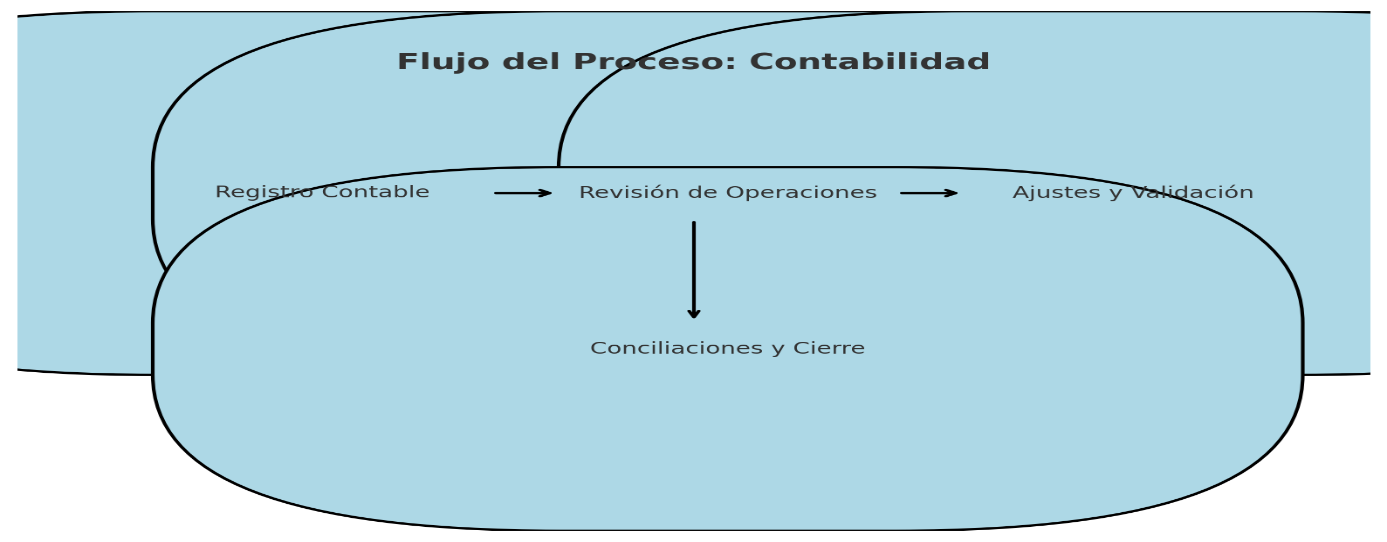 Flujo del Proceso: Contabilidad
Registro Contable
Revisión de Operaciones
Ajustes y Validación
Conciliaciones y Cierre